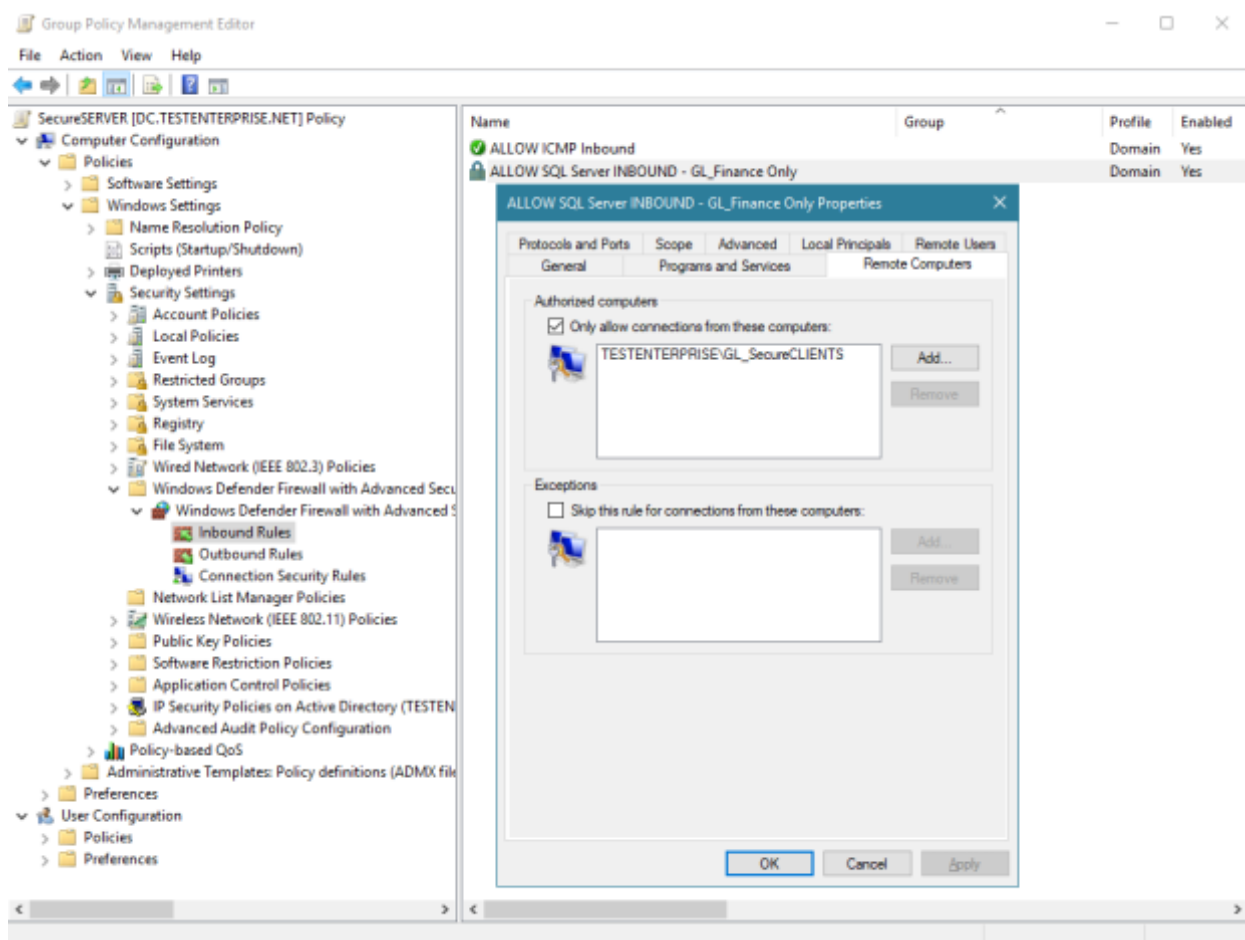 Group Policy Management Editor
File Action View Help
SecureSERVER [DC.TESTENTERPRISE.NET] Policy
Computer Configuration
Policies
Software Settings
Windows Settings
Name Resolution Policy
Scripts (Startup/Shutdown)
Deployed Printers
Security Settings
Account Policies
Local Policies
Event Log
Restricted Groups
System Services
Registry
File System
Wired Network (IEEE 802.3) Policies
Windows Defender Firewall with Advanced Secu
Windows Defender Firewall with Advanced S
Inbound Rules
Outbound Rules
Connection Security Rules
Network List Manager Policies
Wireless Network (IEEE 802.11) Policies
Public Key Policies
Software Restriction Policies
Application Control Policies
IP Security Policies on Active Directory (TESTEN
Advanced Audit Policy Configuration
Policy-based QoS
Administrative Templates: Policy definitions (ADMX file
Preferences
User Configuration
Policies
Preferences
Name Group Profile Enabled
ALLOW ICMP Inbound Domain Yes
ALLOW SQL Server INBOUND - GL_Finance Only Domain Yes
ALLOW SQL Server INBOUND - GL_Finance Only Properties
Protocols and Ports Scope Advanced Local Principals Remote Users
General Programs and Services Remote Computers
Authorized computers
Only allow connections from these computers:
TESTENTERPRISE\GL_SecureCLIENTS
Add...
Remove
Exceptions
Skip this rule for connections from these computers:
Add...
Remove
OK Cancel Apply